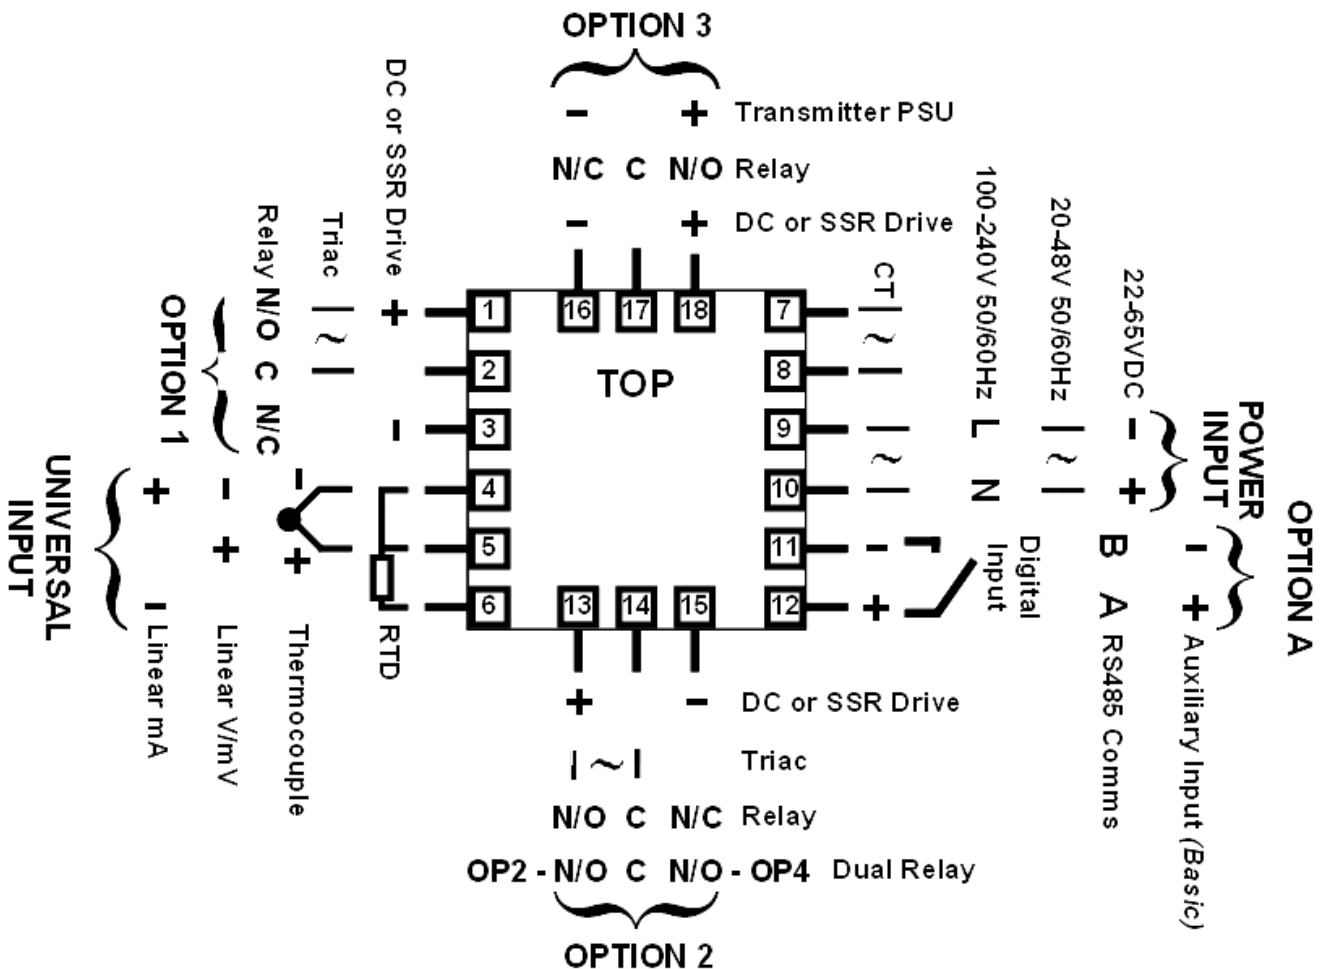 OPTION 3
− + Transmitter PSU
N/C C N/O Relay
− + DC or SSR Drive
DC or SSR Drive
+
-
Triac
~
Relay N/O C N/C
OPTION 1
UNIVERSAL
INPUT
+ − Linear mA
- + Linear V/mV
- + Thermocouple
RTD
1
2
3
4
5
6
16 17 18
TOP
13 14 15
7
8
9
10
11
12
CT
~
~
100-240V 50/60Hz L N
20-48V 50/60Hz
~
22-65VDC - +
POWER
INPUT
OPTION A
- +
Digital
Input
B A RS485 Comms
- + Auxiliary Input (Basic)
+ − DC or SSR Drive
~ Triac
N/O C N/C Relay
OP2 - N/O C N/O - OP4 Dual Relay
OPTION 2